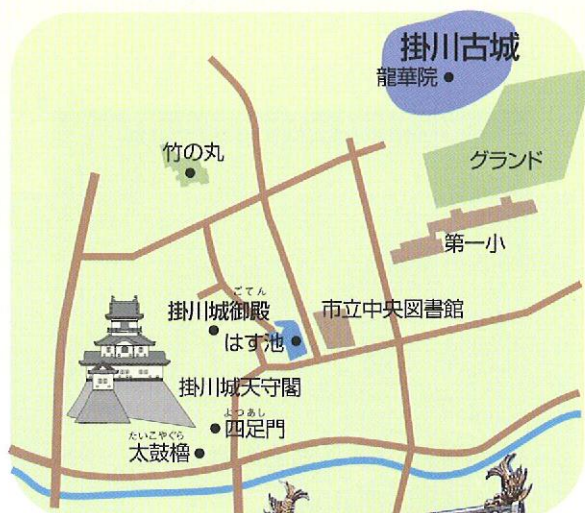 掛川古城
龍華院
グランド
竹の丸
第一小
ごてん
掛川城御殿
市立中央図書館
はす池
掛川城天守閣
よつあし
四足門
たいこやぐら
太鼓櫓